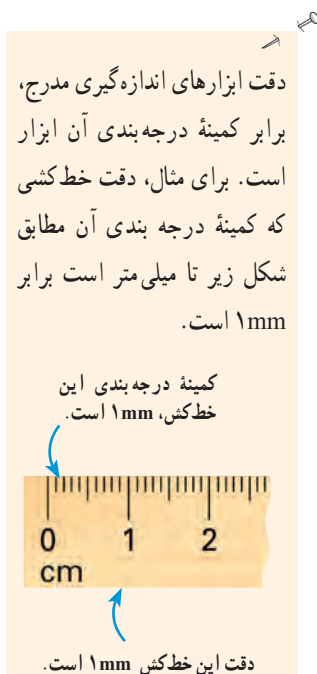 دقت ابزارهای اندازه‌گیری مدرج،
برابر کمینهٔ درجه‌بندی آن ابزار
است. برای مثال، دقت خط‌کشی
که کمینهٔ درجه بندی آن مطابق
شکل زیر تا میلی‌متر است برابر
۱mm است.
کمینهٔ درجه‌بندی این
خط‌کش، ۱mm است.
0 1 2
cm
دقت این خط‌کش ۱mm است.